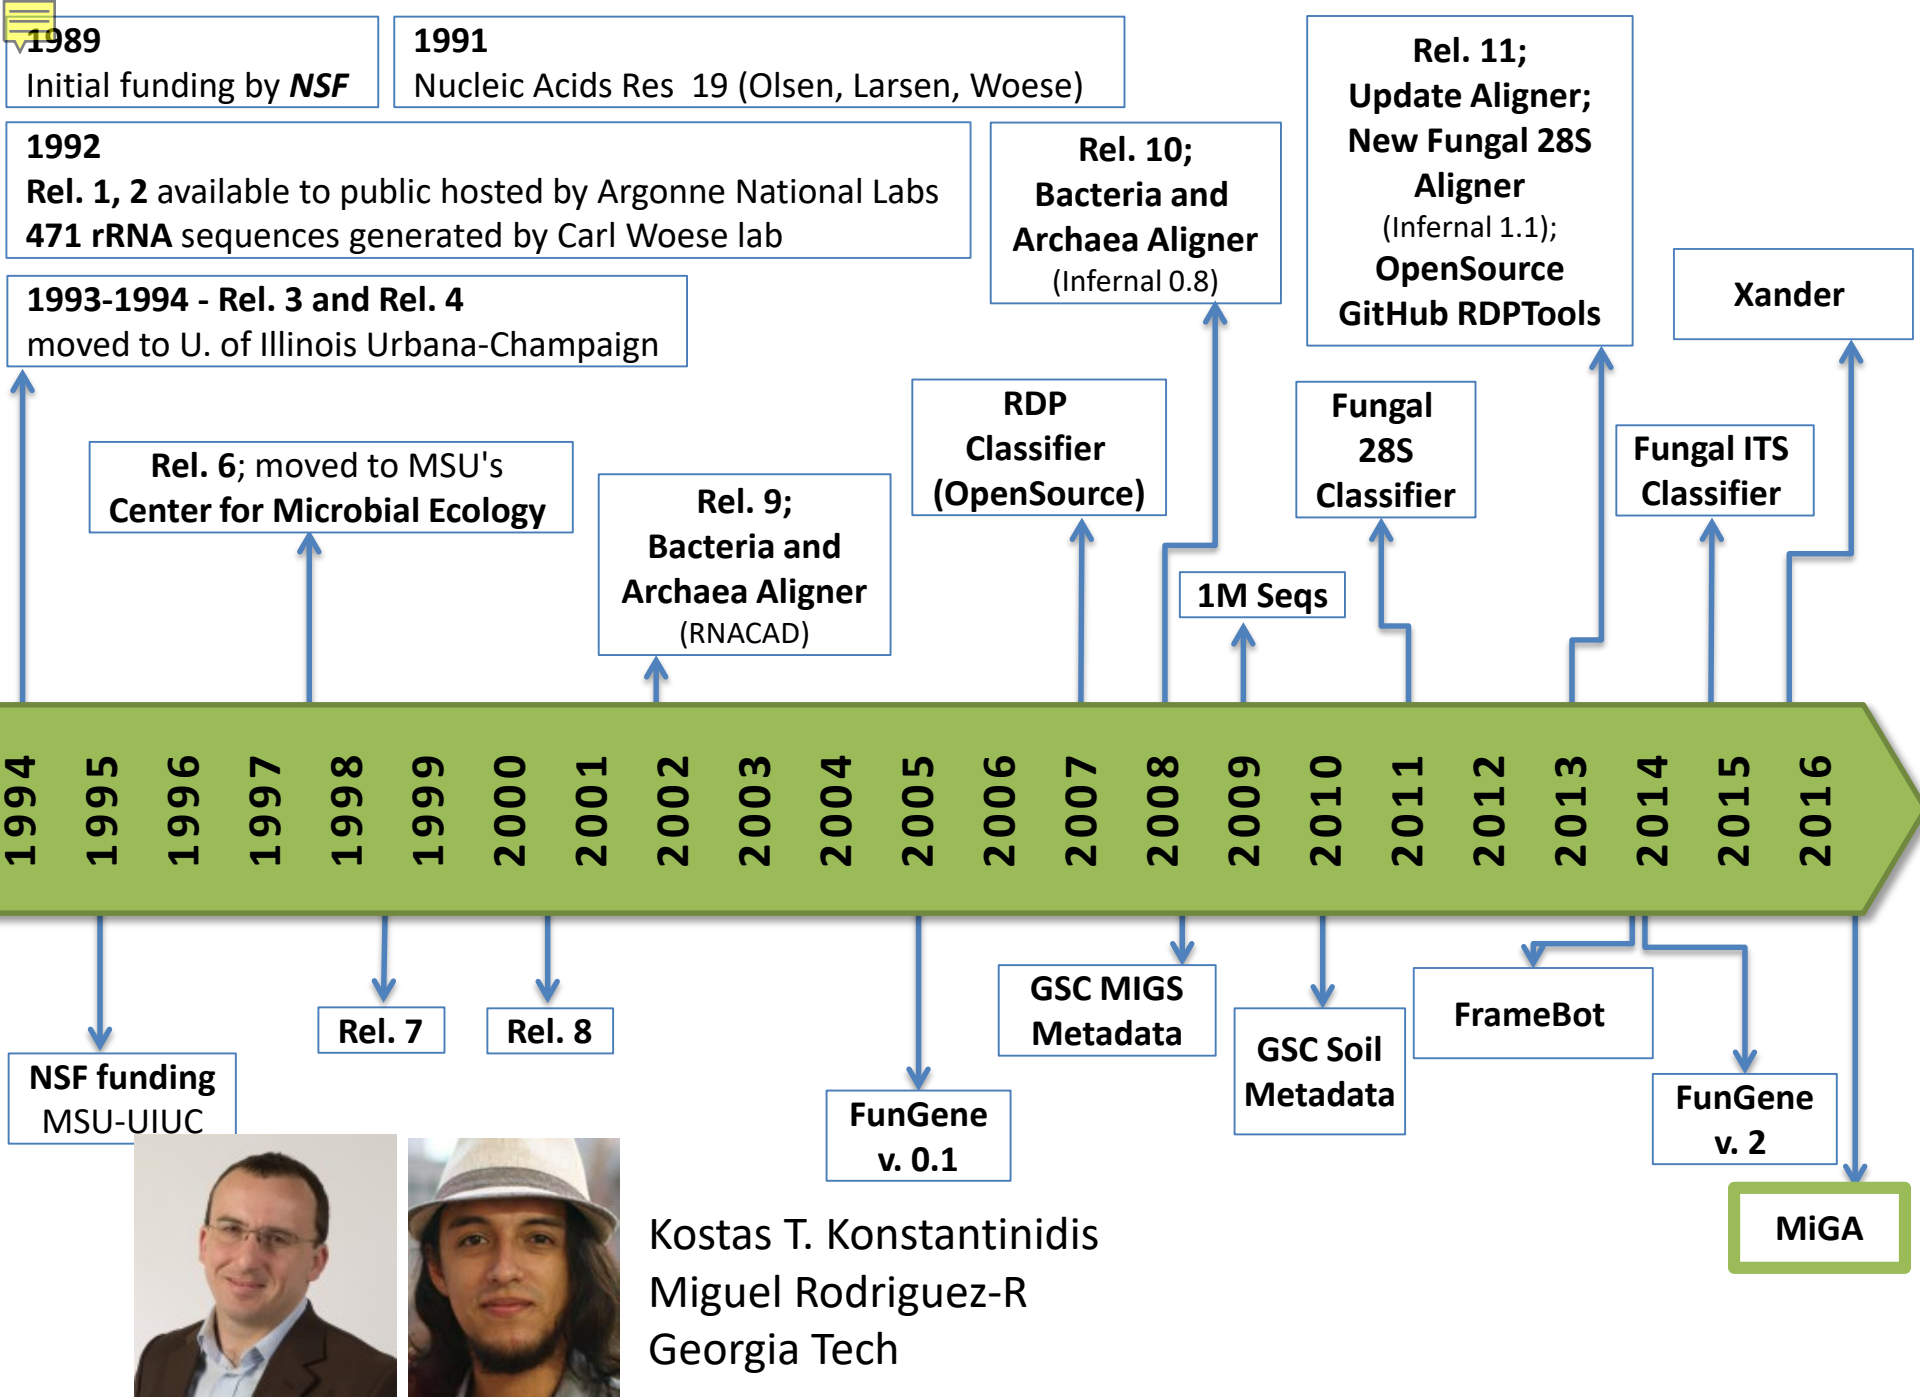 1989
Initial funding by NSF
1991
Nucleic Acids Res  19 (Olsen, Larsen, Woese)
1992
Rel. 1, 2 available to public hosted by Argonne National Labs
471 rRNA sequences generated by Carl Woese lab
1993-1994 - Rel. 3 and Rel. 4
moved to U. of Illinois Urbana-Champaign
Rel. 6; moved to MSU's
Center for Microbial Ecology
Rel. 9;
Bacteria and
Archaea Aligner
(RNACAD)
RDP
Classifier
(OpenSource)
Rel. 10;
Bacteria and
Archaea Aligner
(Infernal 0.8)
1M Seqs
Fungal
28S
Classifier
Rel. 11;
Update Aligner;
New Fungal 28S
Aligner
(Infernal 1.1);
OpenSource
GitHub RDPTools
Fungal ITS
Classifier
Xander
1994
1995
1996
1997
1998
1999
2000
2001
2002
2003
2004
2005
2006
2007
2008
2009
2010
2011
2012
2013
2014
2015
2016
NSF funding
MSU-UIUC
Rel. 7
Rel. 8
FunGene
v. 0.1
GSC MIGS
Metadata
GSC Soil
Metadata
FrameBot
FunGene
v. 2
MiGA
Kostas T. Konstantinidis
Miguel Rodriguez-R
Georgia Tech